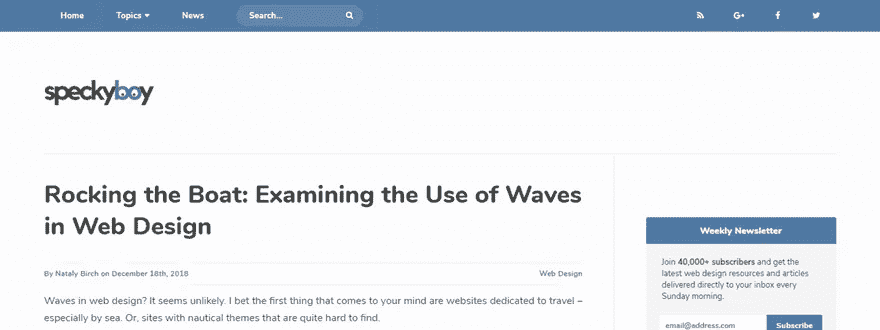 Home Topics News Search...
speckyboy
Rocking the Boat: Examining the Use of Waves
in Web Design
By Nataly Birch on December 18th, 2018 Web Design
Waves in web design? It seems unlikely. I bet the first thing that comes to your mind are websites dedicated to travel –
especially by sea. Or, sites with nautical themes that are quite hard to find.
Weekly Newsletter
Join 40,000+ subscribers and get the
latest web design resources and articles
delivered directly to your inbox every
Sunday morning.
email@address.com Subscribe